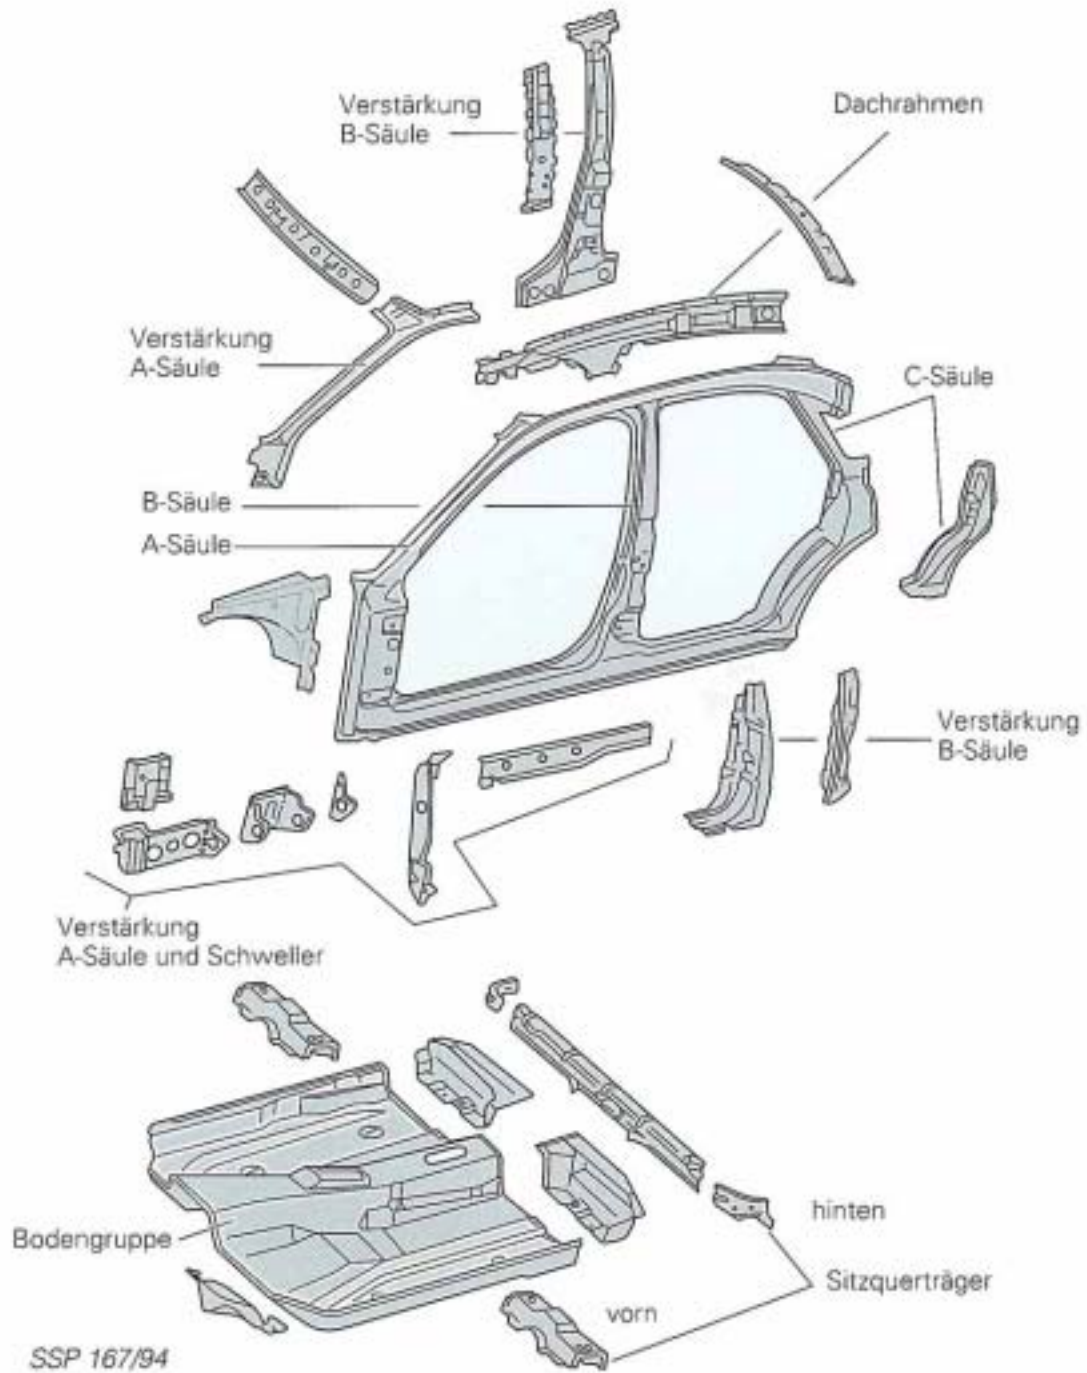 Verstärkung
B-Säule
Dachrahmen
Verstärkung
A-Säule
C-Säule
B-Säule
A-Säule
Verstärkung
B-Säule
Verstärkung
A-Säule und Schweller
hinten
Bodengruppe
Sitzquerträger
vorn
SSP 167/94